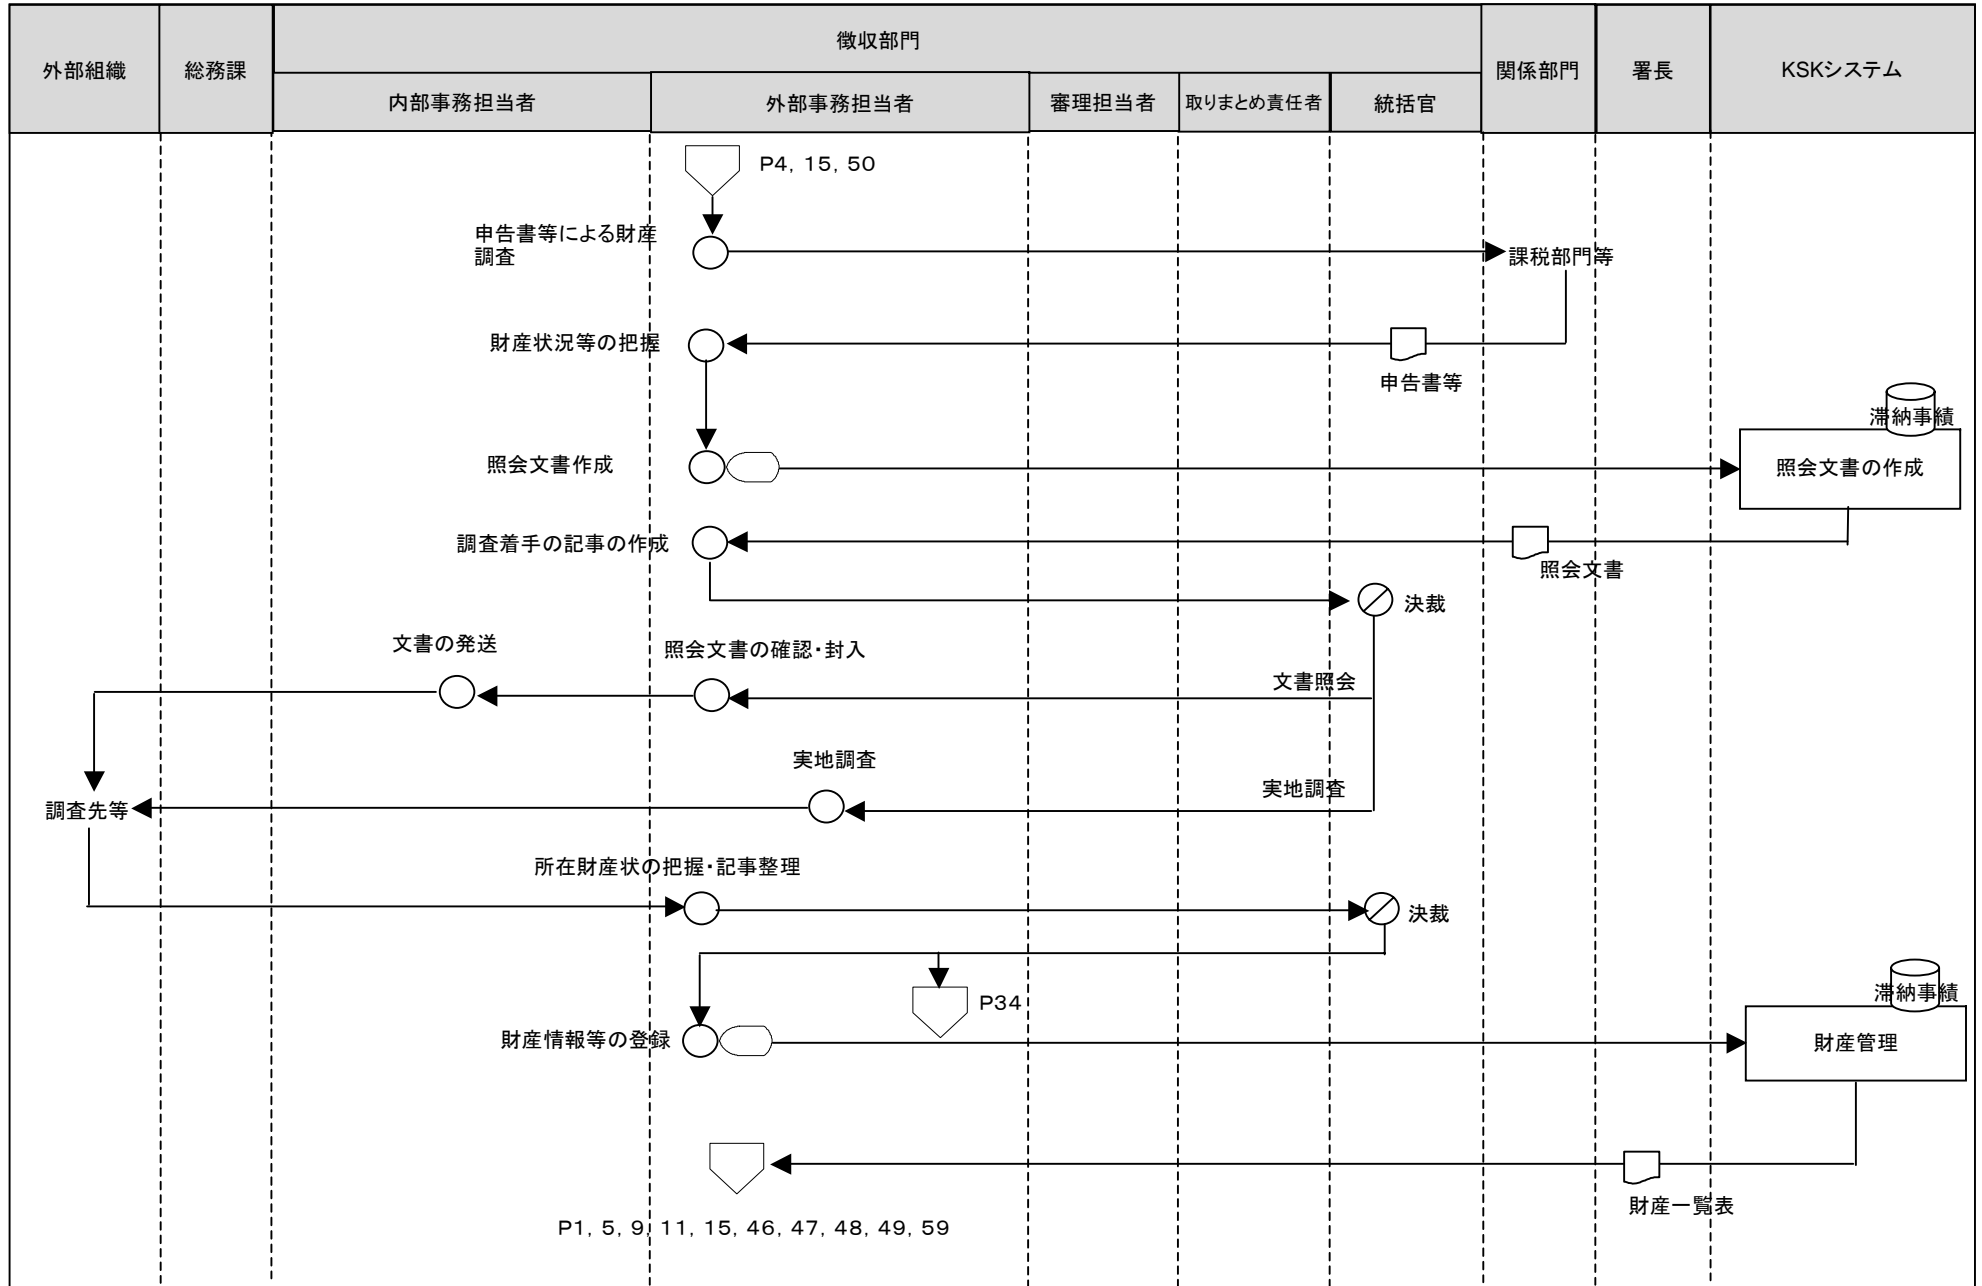 徴収部門
外部組織
総務課
関係部門
署長
KSKシステム
内部事務担当者
外部事務担当者
審理担当者
取りまとめ責任者
統括官
P4, 15, 50
申告書等による財産
調査
課税部門等
財産状況等の把握
申告書等
滞納事績
照会文書作成
照会文書の作成
調査着手の記事の作成
照会文書
決裁
文書の発送
照会文書の確認・封入
文書照会
実地調査
実地調査
調査先等
所在財産状の把握・記事整理
決裁
滞納事績
P34
財産情報等の登録
財産管理
財産一覧表
P1, 5, 9, 11, 15, 46, 47, 48, 49, 59